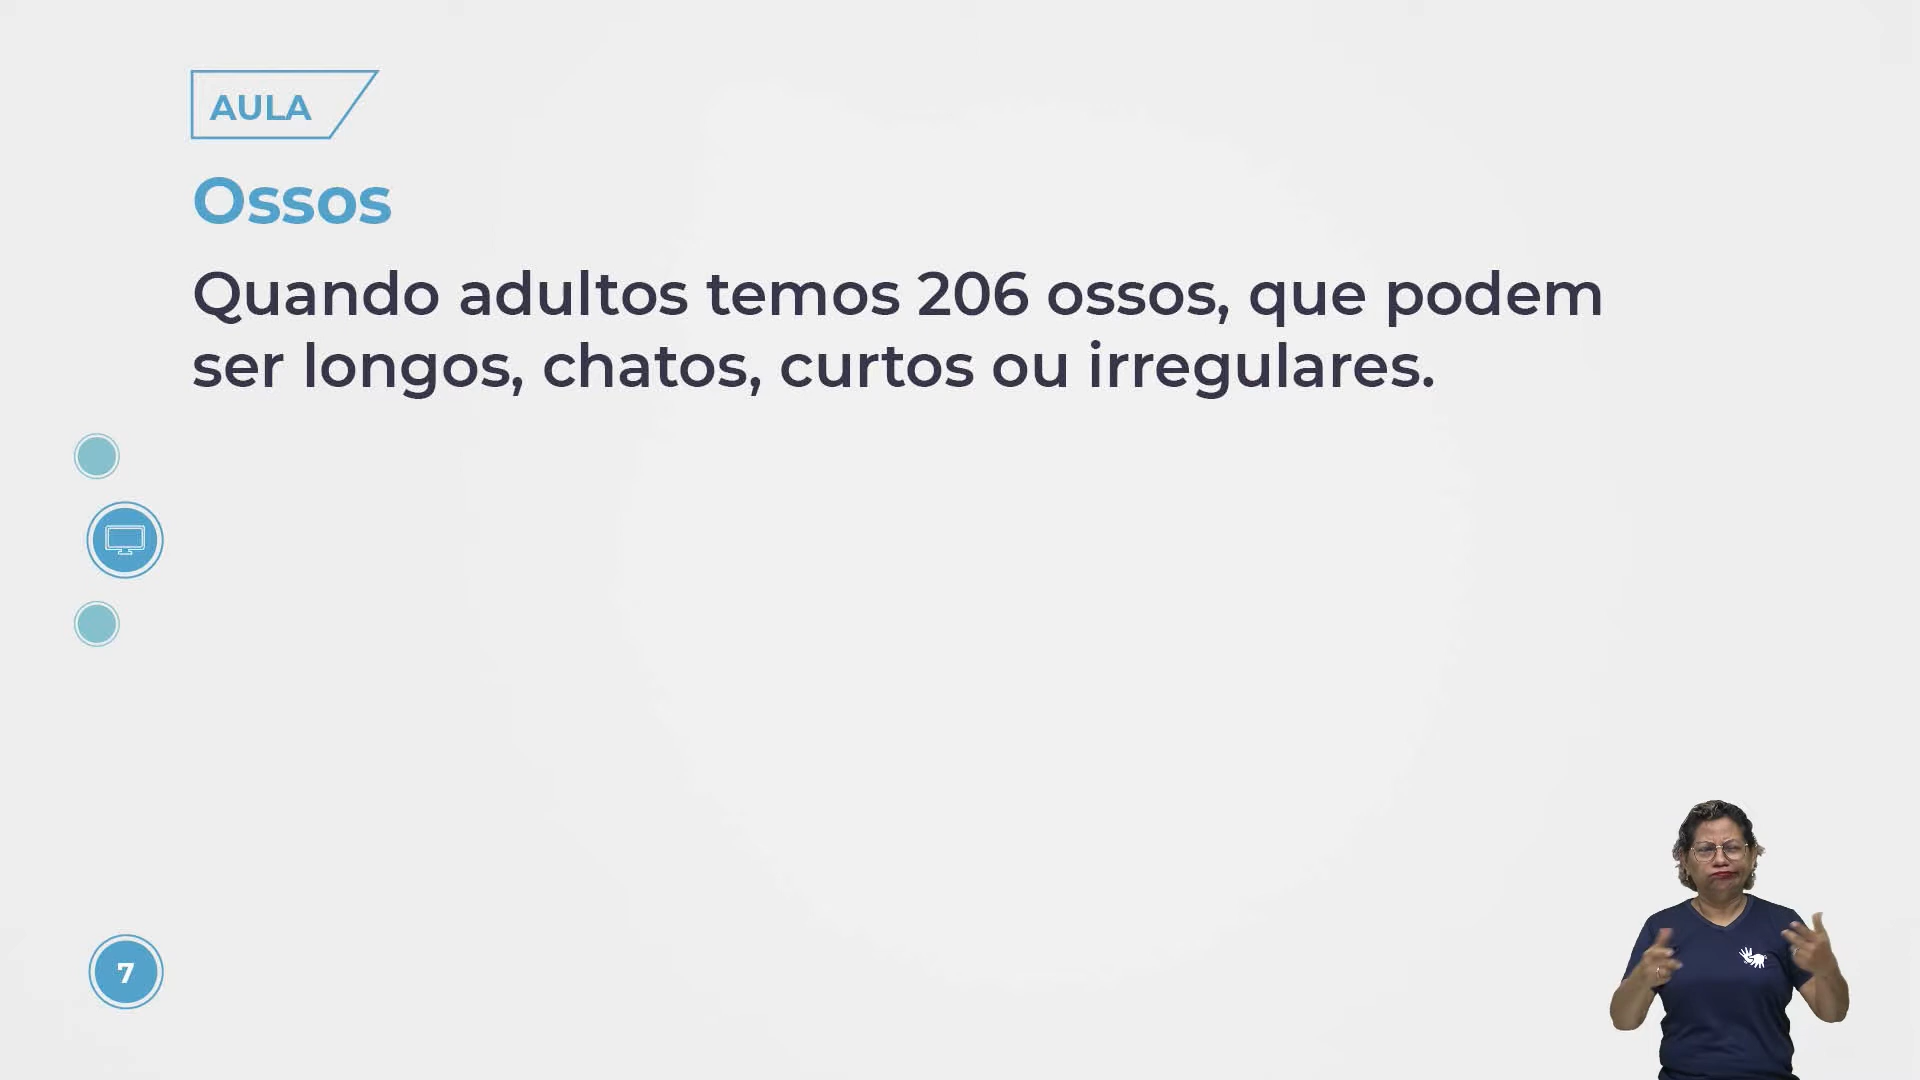 AULA
Ossos
Quando adultos temos 206 ossos, que podem
ser longos, chatos, curtos ou irregulares.
7